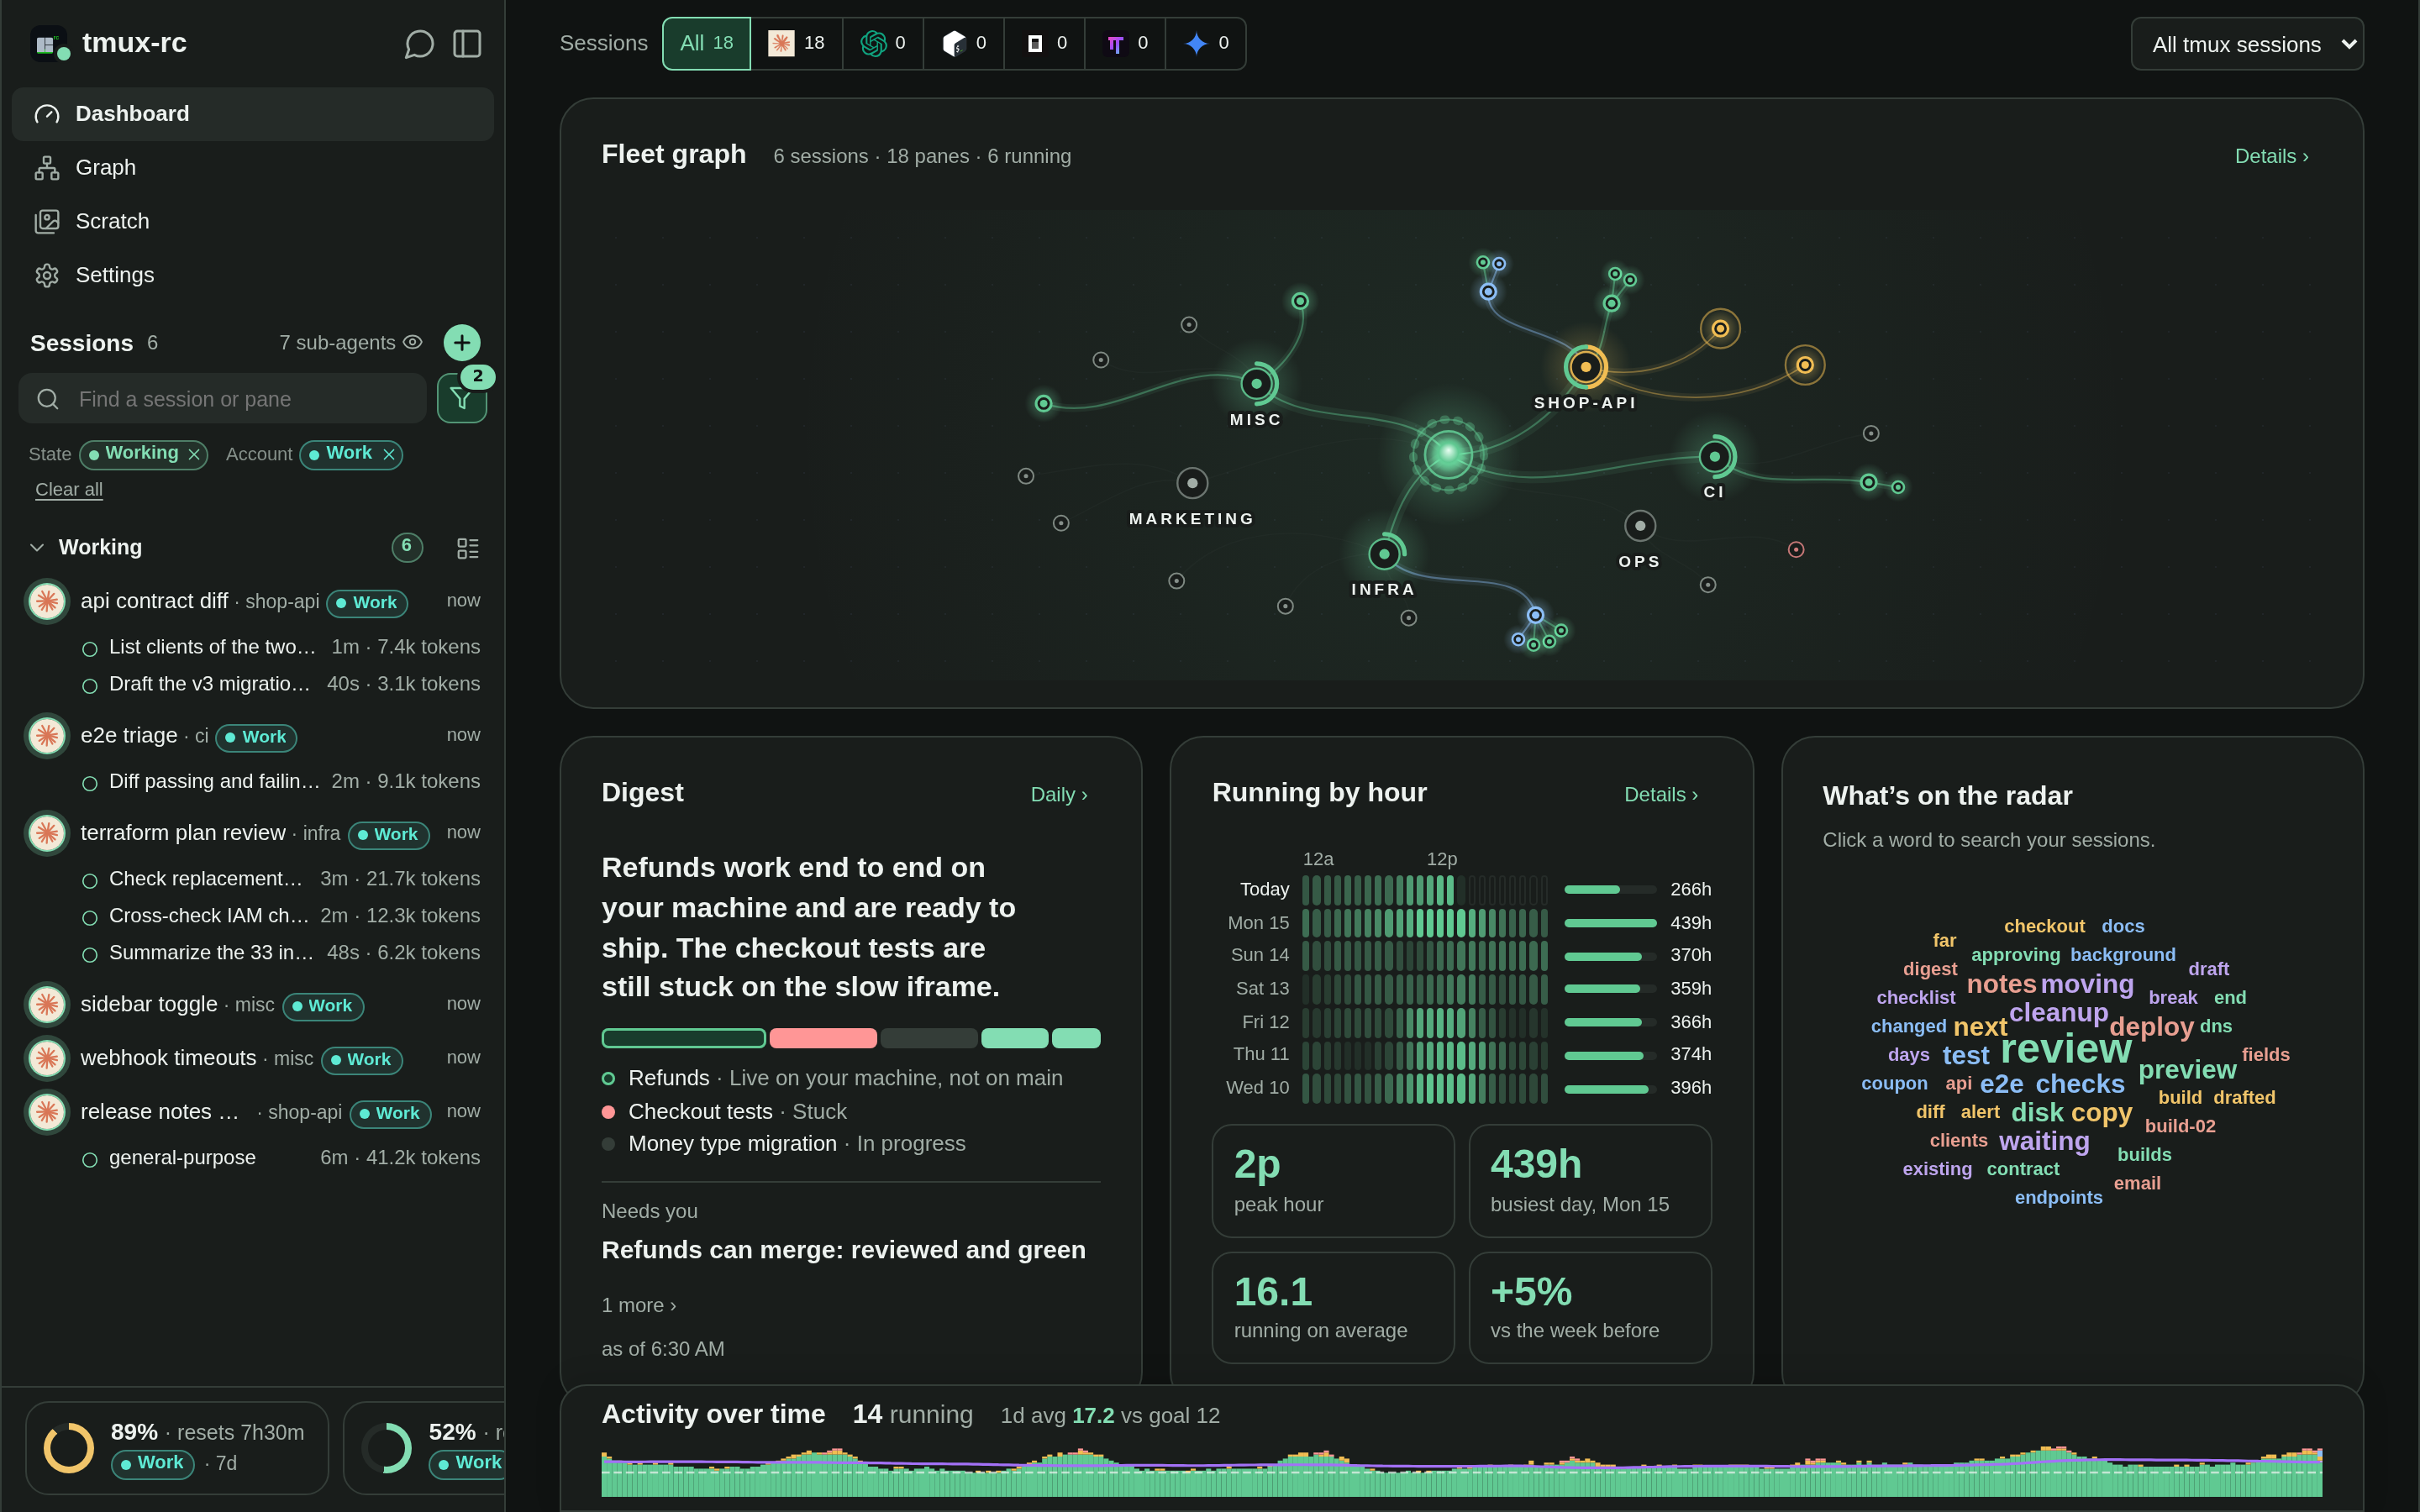 tmux-rc
Dashboard
Graph
Scratch
Settings
Sessions 6 7 sub-agents
2
Find a session or pane
State Working Account Work
Clear all
Working 6
api contract diff · shop-api Work now
List clients of the two… 1m · 7.4k tokens
Draft the v3 migratio… 40s · 3.1k tokens
e2e triage · ci Work now
Diff passing and failin… 2m · 9.1k tokens
terraform plan review · infra Work now
Check replacement… 3m · 21.7k tokens
Cross-check IAM ch… 2m · 12.3k tokens
Summarize the 33 in… 48s · 6.2k tokens
sidebar toggle · misc Work now
webhook timeouts · misc Work now
release notes … · shop-api Work now
general-purpose 6m · 41.2k tokens
89% · resets 7h30m
Work · 7d
52% · re
Work
Sessions All 18 18 0 0 0 0 0
All tmux sessions
Fleet graph 6 sessions · 18 panes · 6 running Details ›
MISC
SHOP-API
MARKETING
CI
OPS
INFRA
Digest Daily ›
Refunds work end to end on
your machine and are ready to
ship. The checkout tests are
still stuck on the slow iframe.
Refunds · Live on your machine, not on main
Checkout tests · Stuck
Money type migration · In progress
Needs you
Refunds can merge: reviewed and green
1 more ›
as of 6:30 AM
Running by hour Details ›
12a 12p
Today 266h
Mon 15 439h
Sun 14 370h
Sat 13 359h
Fri 12 366h
Thu 11 374h
Wed 10 396h
2p
peak hour
439h
busiest day, Mon 15
16.1
running on average
+5%
vs the week before
What’s on the radar
Click a word to search your sessions.
checkout docs
far
approving background
digest draft
notes moving
checklist break end
cleanup
changed next deploy dns
review
days test fields
preview
coupon api e2e checks
build drafted
diff alert disk copy
build-02
clients waiting
builds
existing contract
email
endpoints
Activity over time 14 running 1d avg 17.2 vs goal 12